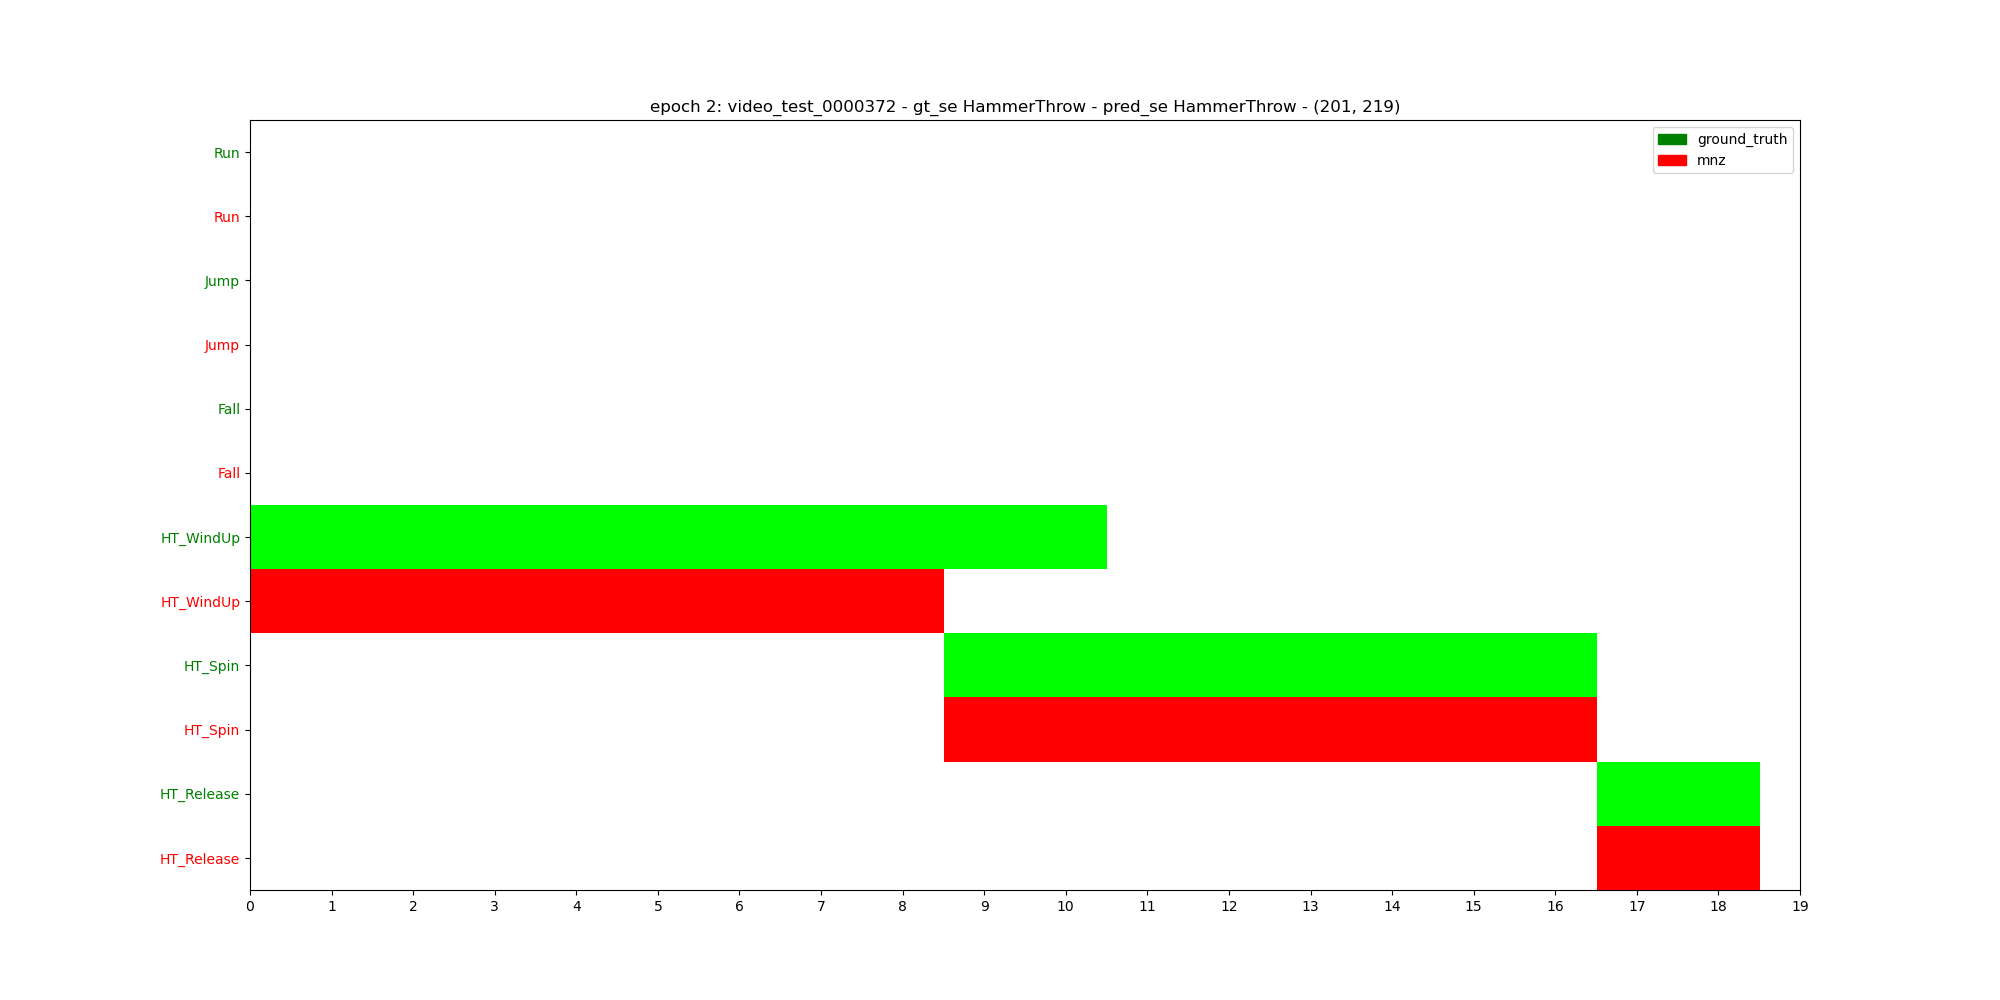 epoch 2: video_test_0000372 - gt_se HammerThrow - pred_se HammerThrow - (201, 219)
ground_truth
mnz
Run
Run
Jump
Jump
Fall
Fall
HT_WindUp
HT_WindUp
HT_Spin
HT_Spin
HT_Release
HT_Release
0 1 2 3 4 5 6 7 8 9 10 11 12 13 14 15 16 17 18 19